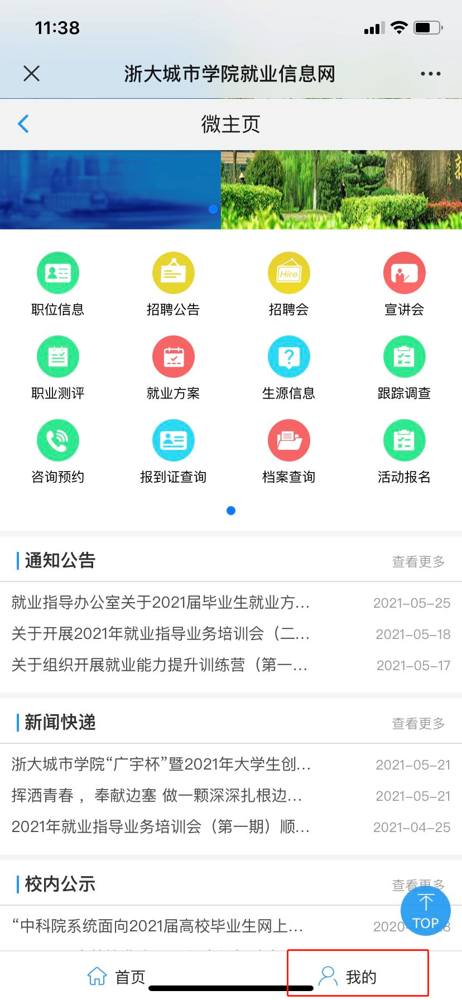 11:38
浙大城市学院就业信息网
微主页
职位信息 招聘公告 招聘会 宣讲会
Hire
职业测评 就业方案 生源信息 跟踪调查
咨询预约 报到证查询 档案查询 活动报名
通知公告 查看更多
就业指导办公室关于2021届毕业生就业方... 2021-05-25
关于开展2021年就业指导业务培训会（二... 2021-05-18
关于组织开展就业能力提升训练营（第一... 2021-05-17
新闻快递 查看更多
浙大城市学院“广宇杯”暨2021年大学生创... 2021-05-21
挥洒青春，奉献边塞 做一颗深深扎根边... 2021-05-21
2021年就业指导业务培训会（第一期）顺... 2021-04-25
校内公示 查看更多
“中科院系统面向2021届高校毕业生网上... 2020-
TOP
首页 我的